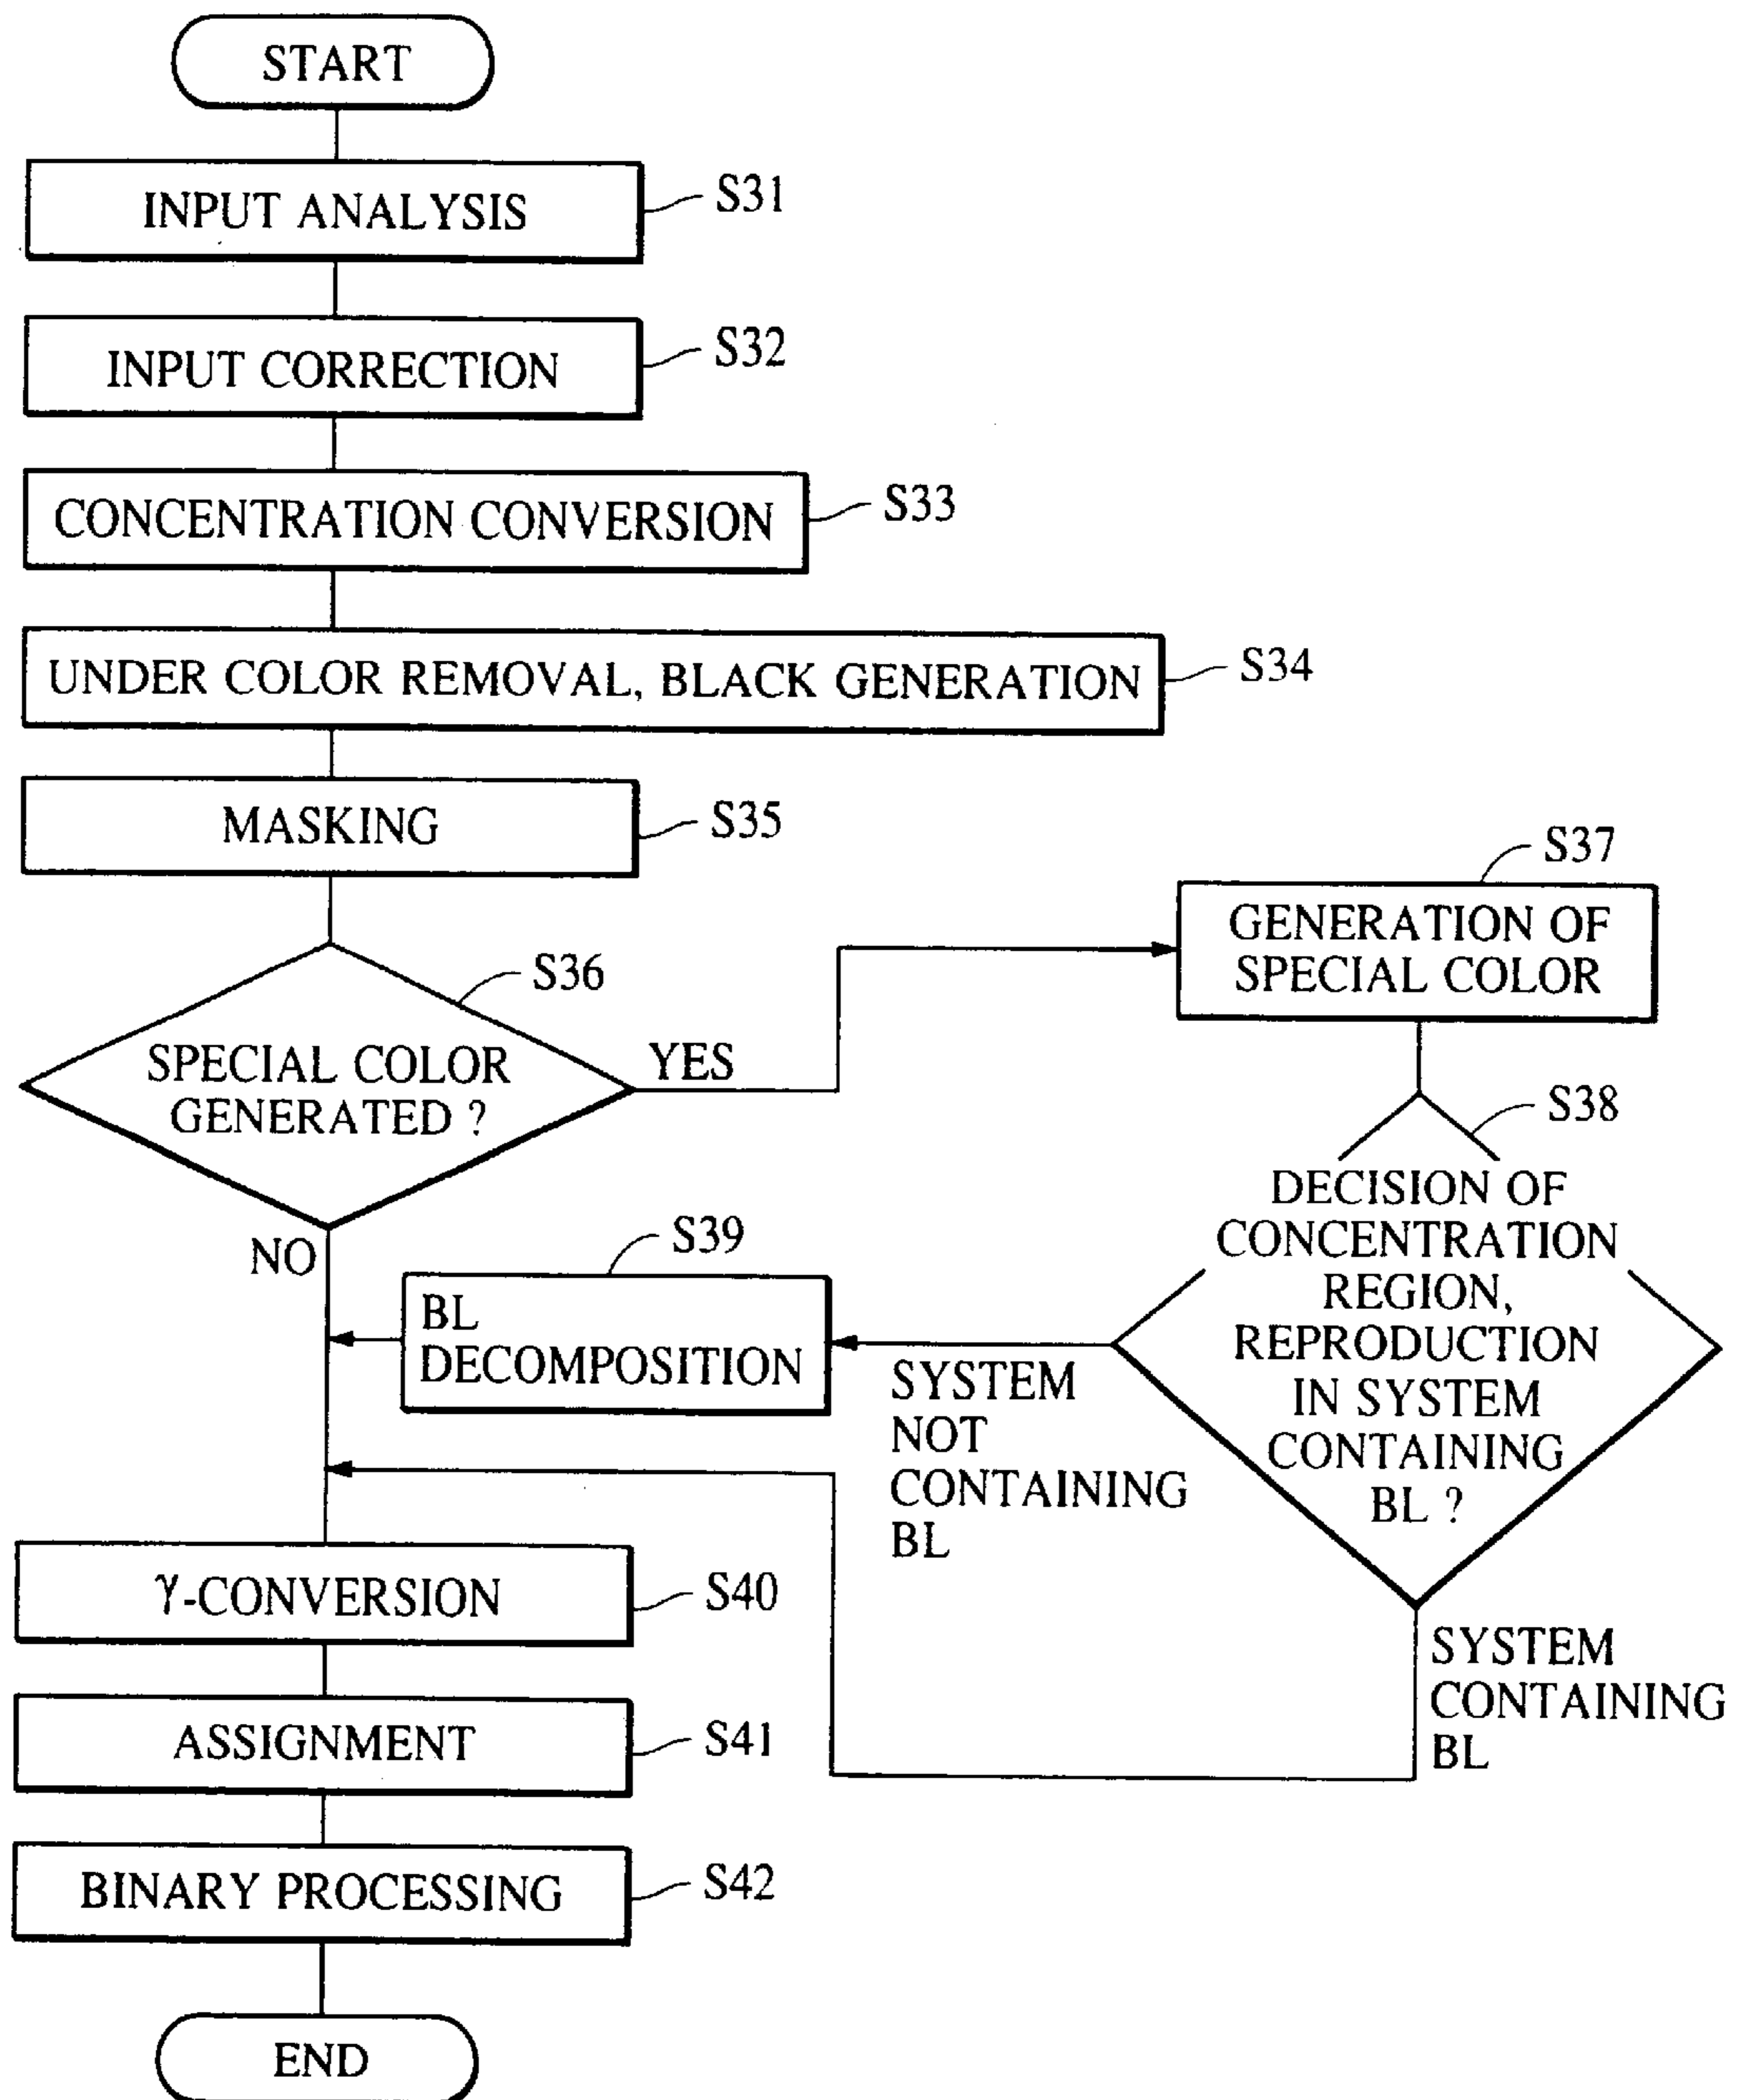 START
INPUT ANALYSIS
S31
INPUT CORRECTION
S32
CONCENTRATION CONVERSION
S33
UNDER COLOR REMOVAL, BLACK GENERATION
S34
MASKING
S35
SPECIAL COLOR
GENERATED ?
S36
YES
NO
GENERATION OF
SPECIAL COLOR
S37
DECISION OF
CONCENTRATION
REGION,
REPRODUCTION
IN SYSTEM
CONTAINING
BL ?
S38
SYSTEM
NOT
CONTAINING
BL
BL
DECOMPOSITION
S39
SYSTEM
CONTAINING
BL
γ-CONVERSION
S40
ASSIGNMENT
S41
BINARY PROCESSING
S42
END